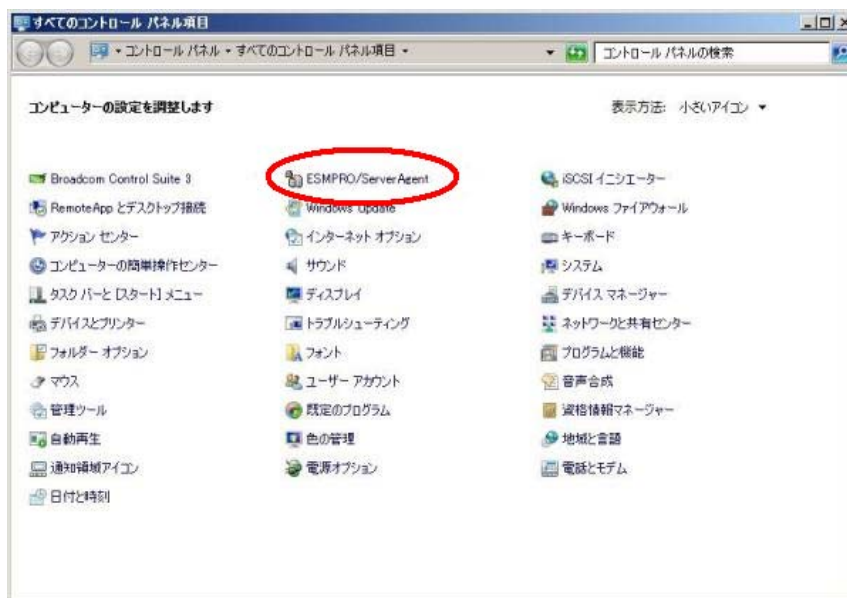 すべてのコントロール パネル項目
コントロール パネル すべてのコントロール パネル項目
コントロール パネルの検索
コンピューターの設定を調整します
表示方法: 小さいアイコン
Broadcom Control Suite 3
ESMPRO/ServerAgent
iSCSI イニシエーター
RemoteApp とデスクトップ接続
Windows Update
Windows ファイアウォール
アクション センター
インターネット オプション
キーボード
コンピューターの簡単操作センター
サウンド
システム
タスク バーと [スタート] メニュー
ディスプレイ
デバイス マネージャー
デバイスとプリンター
トラブルシューティング
ネットワークと共有センター
フォルダー オプション
フォント
プログラムと機能
マウス
ユーザー アカウント
音声合成
管理ツール
既定のプログラム
資格情報マネージャー
自動再生
色の管理
地域と言語
通知領域アイコン
電源オプション
電話とモデム
日付と時刻